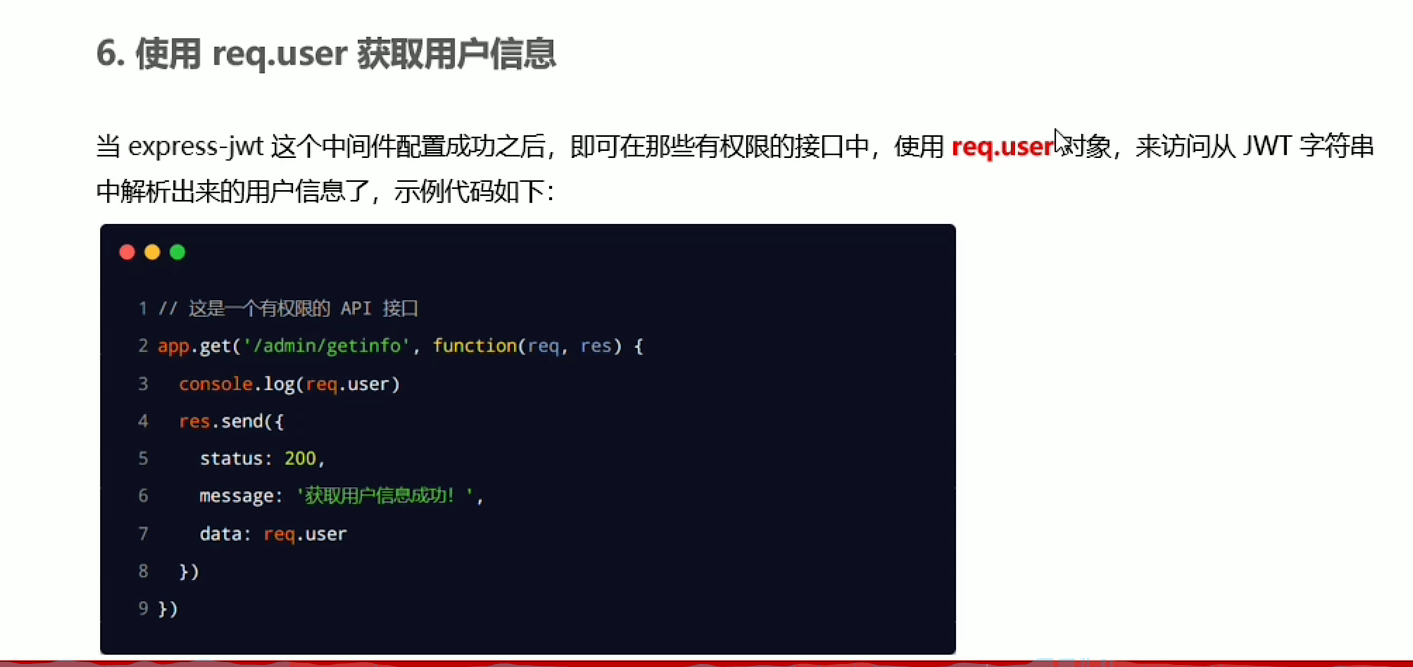 6. 使用 req.user 获取用户信息
当 express-jwt 这个中间件配置成功之后，即可在那些有权限的接口中，使用 req.user 对象，来访问从 JWT 字符串
中解析出来的用户信息了，示例代码如下：
1 // 这是一个有权限的 API 接口
2 app.get('/admin/getinfo', function(req, res) {
3 console.log(req.user)
4 res.send({
5 status: 200,
6 message: '获取用户信息成功！',
7 data: req.user
8 })
9 })